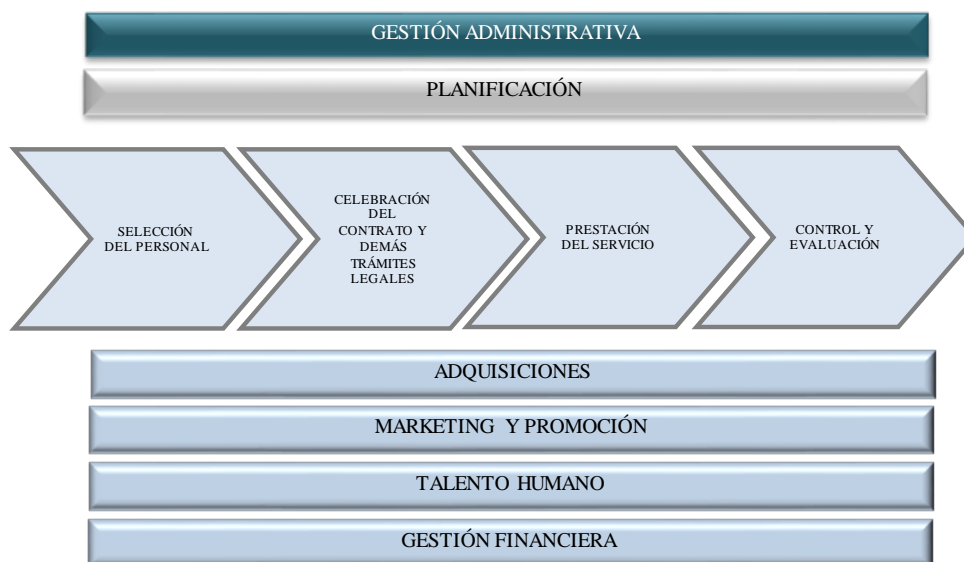 GESTIÓN ADMINISTRATIVA
PLANIFICACIÓN
SELECCIÓN
DEL PERSONAL
CELEBRACIÓN
DEL
CONTRATO Y
DEMÁS
TRÁMITES
LEGALES
PRESTACIÓN
DEL SERVICIO
CONTROL Y
EVALUACIÓN
ADQUISICIONES
MARKETING Y PROMOCIÓN
TALENTO HUMANO
GESTIÓN FINANCIERA